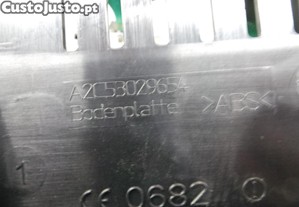 CustoJusto.pt
A2C53029654
Bodenplatte >ABS<
1
CE 0682